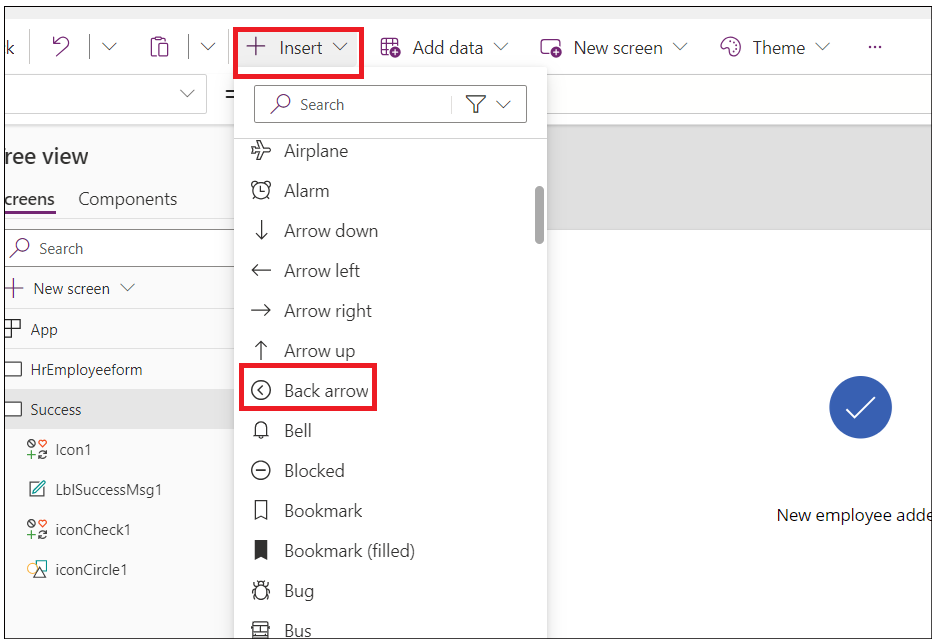 k Insert Add data New screen Theme ...
=
Search
ree view
creens Components
Search
New screen
App
HrEmployeeform
Success
Icon1
LblSuccessMsg1
iconCheck1
iconCircle1
Airplane
Alarm
Arrow down
Arrow left
Arrow right
Arrow up
Back arrow
Bell
Blocked
Bookmark
Bookmark (filled)
Bug
Bus
New employee adde